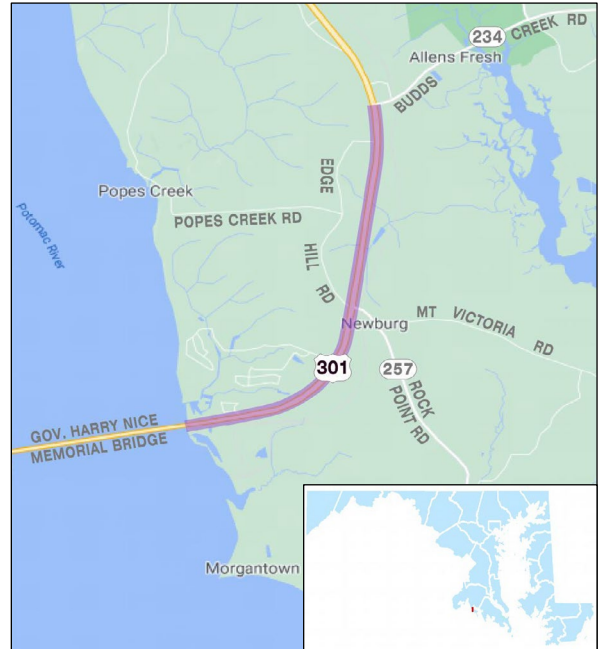 234
CREEK RD
Allens Fresh
BUDDS
EDGE
Popes Creek
POPES CREEK RD
Potomac River
HILL
RD
Newburg
MT VICTORIA
RD
301
257
ROCK
POINT RD
GOV. HARRY NICE
MEMORIAL BRIDGE
Morgantown